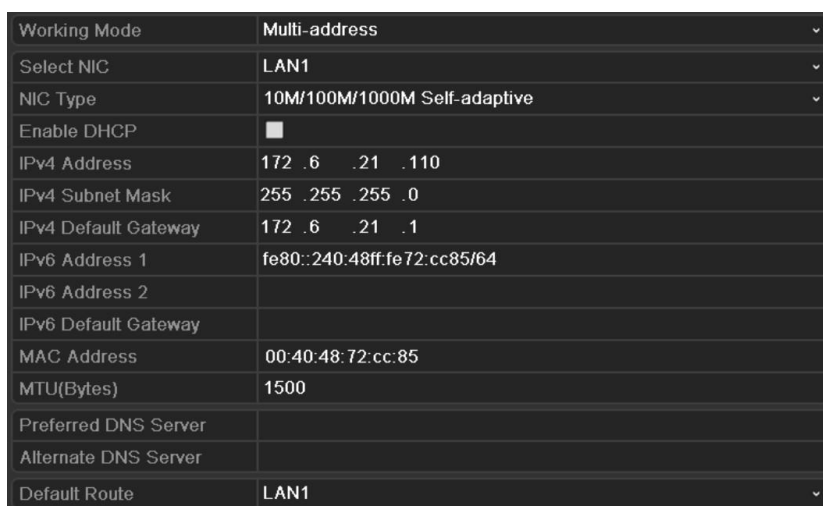 Working Mode Multi-address
Select NIC LAN1
NIC Type 10M/100M/1000M Self-adaptive
Enable DHCP
IPv4 Address 172 .6 .21 .110
IPv4 Subnet Mask 255 .255 .255 .0
IPv4 Default Gateway 172 .6 .21 .1
IPv6 Address 1 fe80::240:48ff:fe72:cc85/64
IPv6 Address 2
IPv6 Default Gateway
MAC Address 00:40:48:72:cc:85
MTU(Bytes) 1500
Preferred DNS Server
Alternate DNS Server
Default Route LAN1